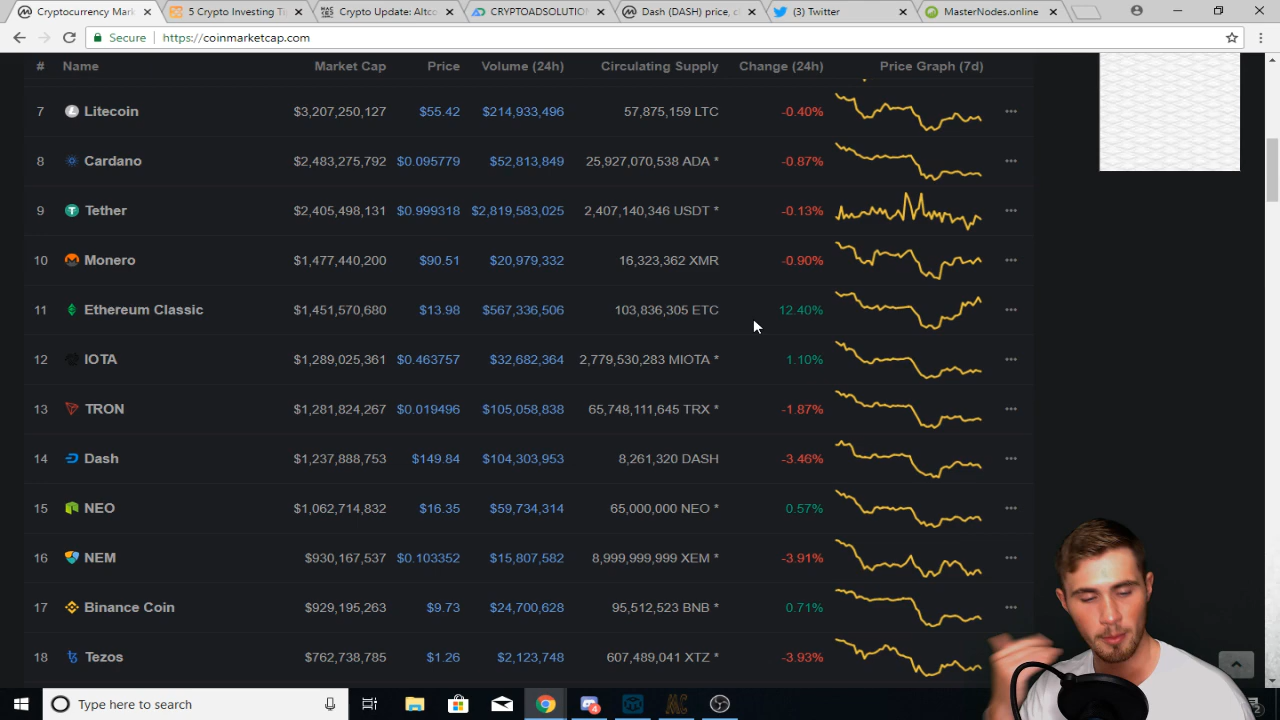 Cryptocurrency Mark
5 Crypto Investing Ti
Crypto Update: Altco
CRYPTOADSOLUTION
Dash (DASH) price, c
(3) Twitter
MasterNodes.online
Secure
https://coinmarketcap.com
# Name Market Cap Price Volume (24h) Circulating Supply Change (24h) Price Graph (7d)
7 Litecoin $3,207,250,127 $55.42 $214,933,496 57,875,159 LTC -0.40%
8 Cardano $2,483,275,792 $0.095779 $52,813,849 25,927,070,538 ADA * -0.87%
9 Tether $2,405,498,131 $0.999318 $2,819,583,025 2,407,140,346 USDT * -0.13%
10 Monero $1,477,440,200 $90.51 $20,979,332 16,323,362 XMR -0.90%
11 Ethereum Classic $1,451,570,680 $13.98 $567,336,506 103,836,305 ETC 12.40%
12 IOTA $1,289,025,361 $0.463757 $32,682,364 2,779,530,283 MIOTA * 1.10%
13 TRON $1,281,824,267 $0.019496 $105,058,838 65,748,111,645 TRX * -1.87%
14 Dash $1,237,888,753 $149.84 $104,303,953 8,261,320 DASH -3.46%
15 NEO $1,062,714,832 $16.35 $59,734,314 65,000,000 NEO * 0.57%
16 NEM $930,167,537 $0.103352 $15,807,582 8,999,999,999 XEM * -3.91%
17 Binance Coin $929,195,263 $9.73 $24,700,628 95,512,523 BNB * 0.71%
18 Tezos $762,738,785 $1.26 $2,123,748 607,489,041 XTZ * -3.93%
Type here to search